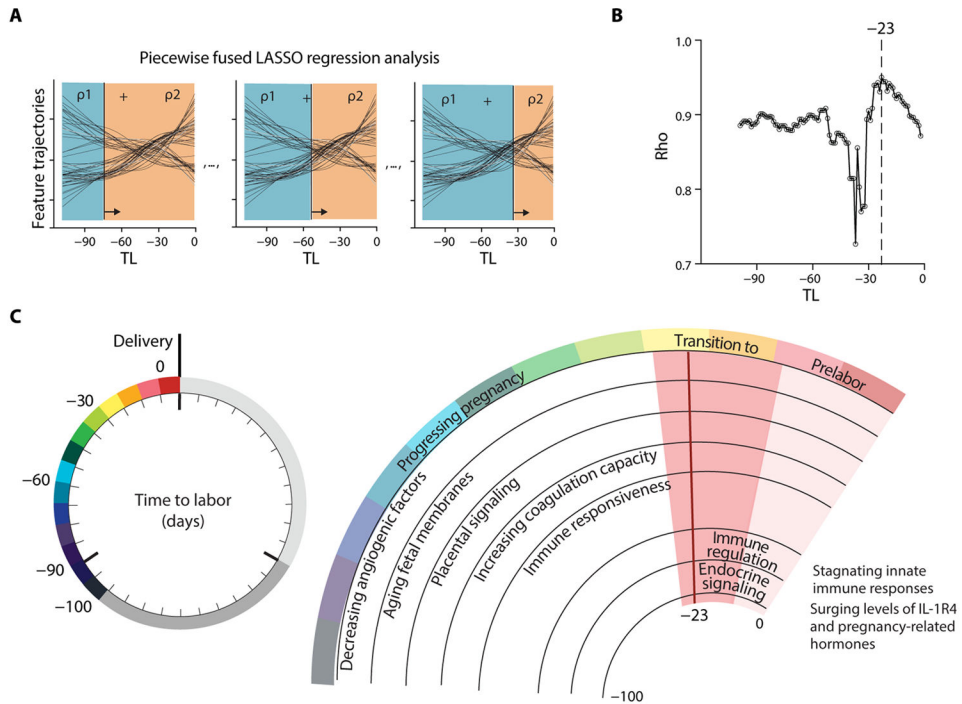 A
Piecewise fused LASSO regression analysis
Feature trajectories
ρ1 + ρ2
, ..., 
ρ1 + ρ2
, ..., 
ρ1 + ρ2
−90 −60 −30 0
TL
−90 −60 −30 0
TL
−90 −60 −30 0
TL
B
−23
1.0
0.9
0.8
0.7
Rho
−90 −60 −30 0
TL
C
Delivery
0
−30
−60
−90
−100
Time to labor
(days)
Progressing pregnancy
Transition to
Prelabor
Decreasing angiogenic factors
Aging fetal membranes
Placental signaling
Increasing coagulation capacity
Immune responsiveness
Immune
regulation
Endocrine
signaling
−23
0
−100
Stagnating innate
immune responses
Surging levels of IL-1R4
and pregnancy-related
hormones